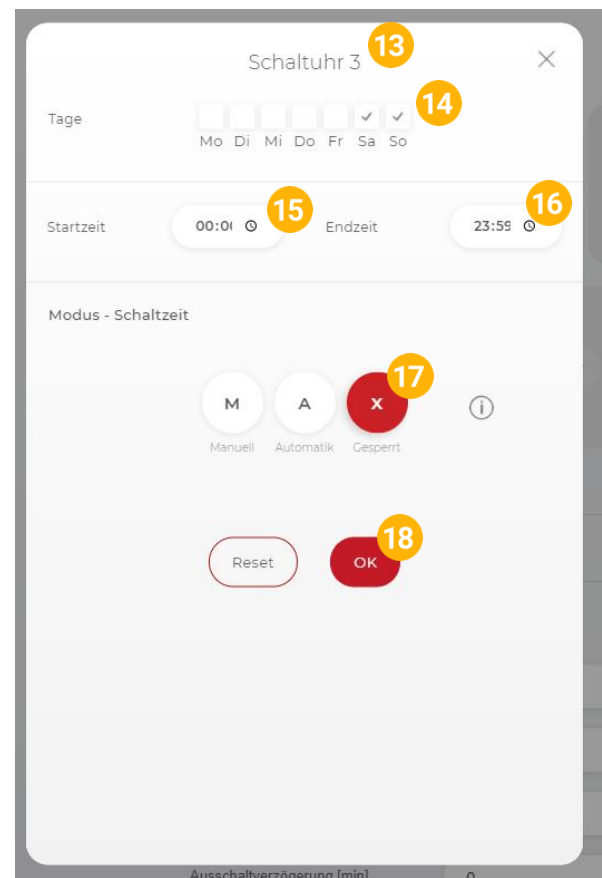 Schaltuhr 3 13
Tage 14
Mo Di Mi Do Fr Sa So
Startzeit 00:0 15 Endzeit 23:59 16
Modus - Schaltzeit
M A X 17
Manuell Automatik Gesperrt
Reset OK 18
Ausschaltverzögerung [min] 0